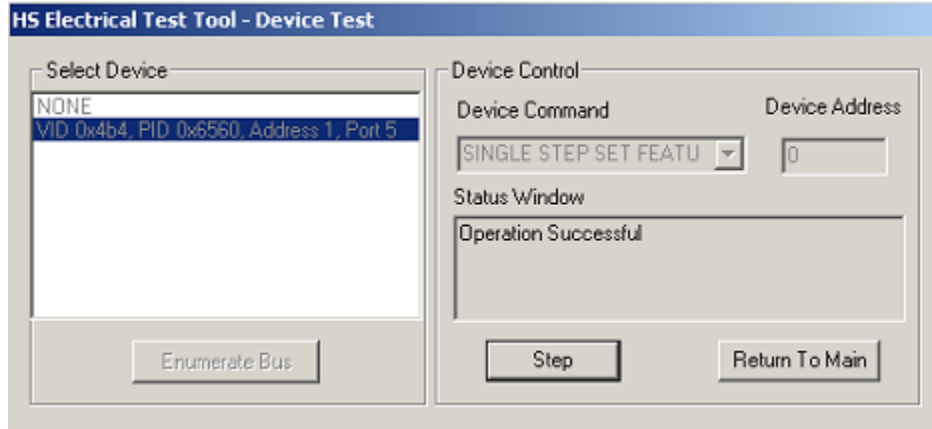 HS Electrical Test Tool - Device Test
Select Device
NONE
VID 0x4b4, PID 0x6560, Address 1, Port 5
Enumerate Bus
Device Control
Device Command
Device Address
SINGLE STEP SET FEATU
0
Status Window
Operation Successful
Step
Return To Main